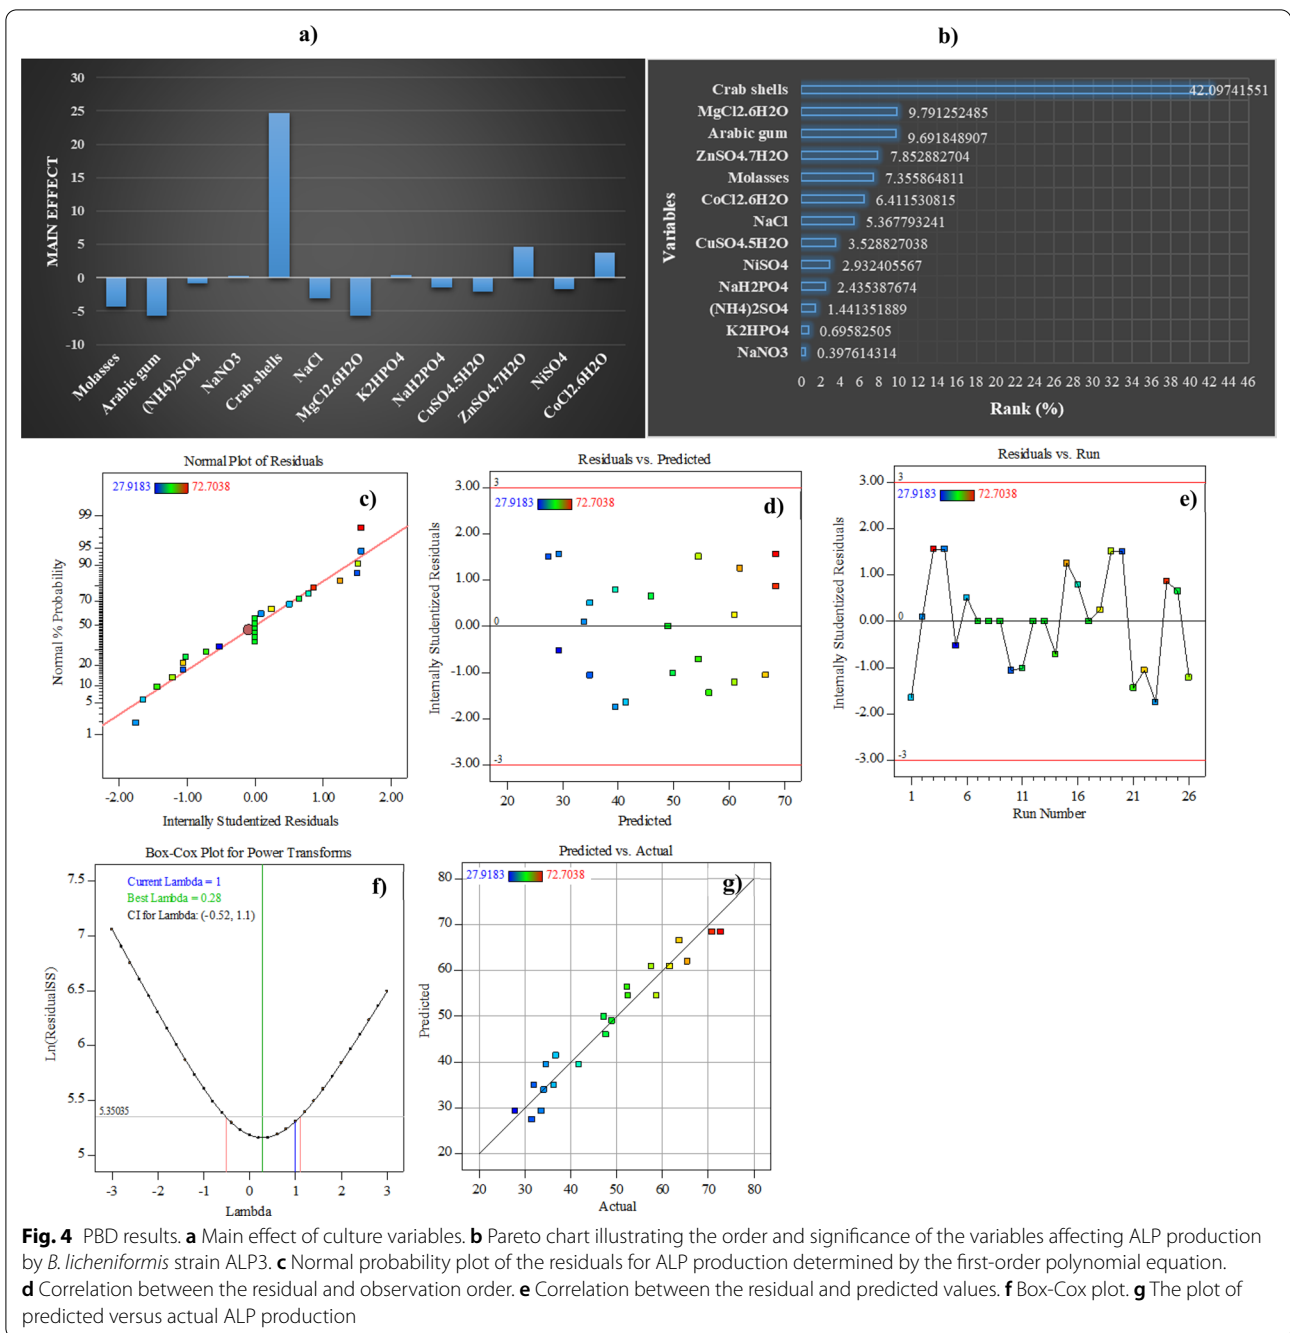 a)
30
25
20
15
10
5
0
-5
-10
MAIN EFFECT
Molasses
Arabic gum
(NH4)2SO4
NaNO3
Crab shells
NaCl
MgCl2.6H2O
K2HPO4
NaH2PO4
CuSO4.5H2O
ZnSO4.7H2O
NiSO4
CoCl2.6H2O
b)
Variables
Crab shells 42.09741551
MgCl2.6H2O 9.791252485
Arabic gum 9.691848907
ZnSO4.7H2O 7.852882704
Molasses 7.355864811
CoCl2.6H2O 6.411530815
NaCl 5.367793241
CuSO4.5H2O 3.528827038
NiSO4 2.932405567
NaH2PO4 2.435387674
(NH4)2SO4 1.441351889
K2HPO4 0.69582505
NaNO3 0.397614314
0 2 4 6 8 10 12 14 16 18 20 22 24 26 28 30 32 34 36 38 40 42 44 46
Rank (%)
Normal Plot of Residuals
27.9183 72.7038
c)
Normal % Probability
99
95
90
70
50
20
10
5
1
-2.00 -1.00 0.00 1.00 2.00
Internally Studentized Residuals
Residuals vs. Predicted
27.9183 72.7038
d)
Internally Studentized Residuals
3.00
2.00
1.00
0.00
-1.00
-2.00
-3.00
3
0
-3
20 30 40 50 60 70
Predicted
Residuals vs. Run
27.9183 72.7038
e)
Internally Studentized Residuals
3.00
2.00
1.00
0.00
-1.00
-2.00
-3.00
3
0
-3
1 6 11 16 21 26
Run Number
Box-Cox Plot for Power Transforms
Current Lambda = 1
Best Lambda = 0.28
CI for Lambda: (-0.52, 1.1)
f)
Ln(ResidualSS)
7.5
7
6.5
6
5.5
5
5.35035
-3 -2 -1 0 1 2 3
Lambda
Predicted vs. Actual
27.9183 72.7038
g)
Predicted
80
70
60
50
40
30
20
20 30 40 50 60 70 80
Actual
Fig. 4 PBD results. a Main effect of culture variables. b Pareto chart illustrating the order and significance of the variables affecting ALP production
by B. licheniformis strain ALP3. c Normal probability plot of the residuals for ALP production determined by the first-order polynomial equation.
d Correlation between the residual and observation order. e Correlation between the residual and predicted values. f Box-Cox plot. g The plot of
predicted versus actual ALP production